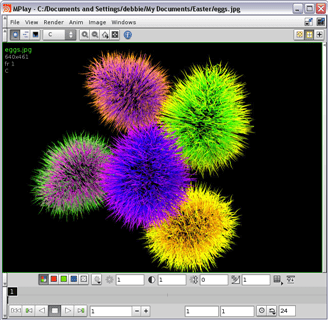 MPlay - C:/Documents and Settings/debbie/My Documents/Easter/eggs.jpg
File View Render Anim Image Windows
C
eggs.jpg
640x461
fr 1
C
1 1 0 1
1
1 1 1 24